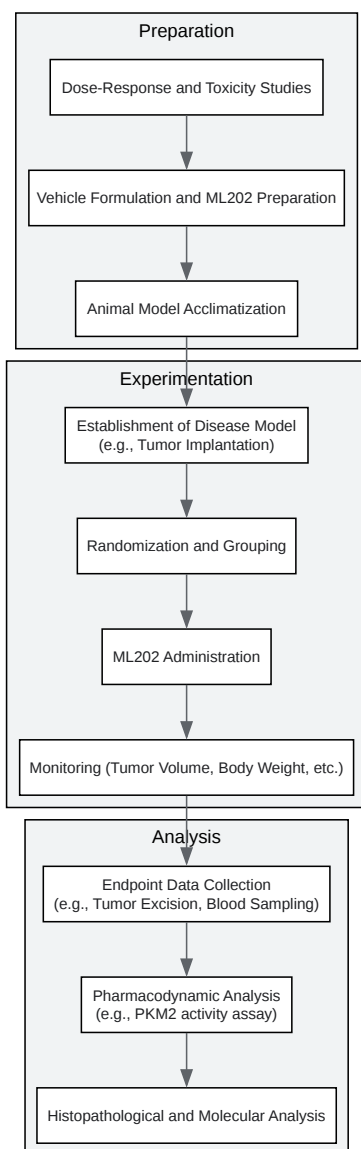 Preparation
Dose-Response and Toxicity Studies
Vehicle Formulation and ML202 Preparation
Animal Model Acclimatization
Experimentation
Establishment of Disease Model
(e.g., Tumor Implantation)
Randomization and Grouping
ML202 Administration
Monitoring (Tumor Volume, Body Weight, etc.)
Analysis
Endpoint Data Collection
(e.g., Tumor Excision, Blood Sampling)
Pharmacodynamic Analysis
(e.g., PKM2 activity assay)
Histopathological and Molecular Analysis